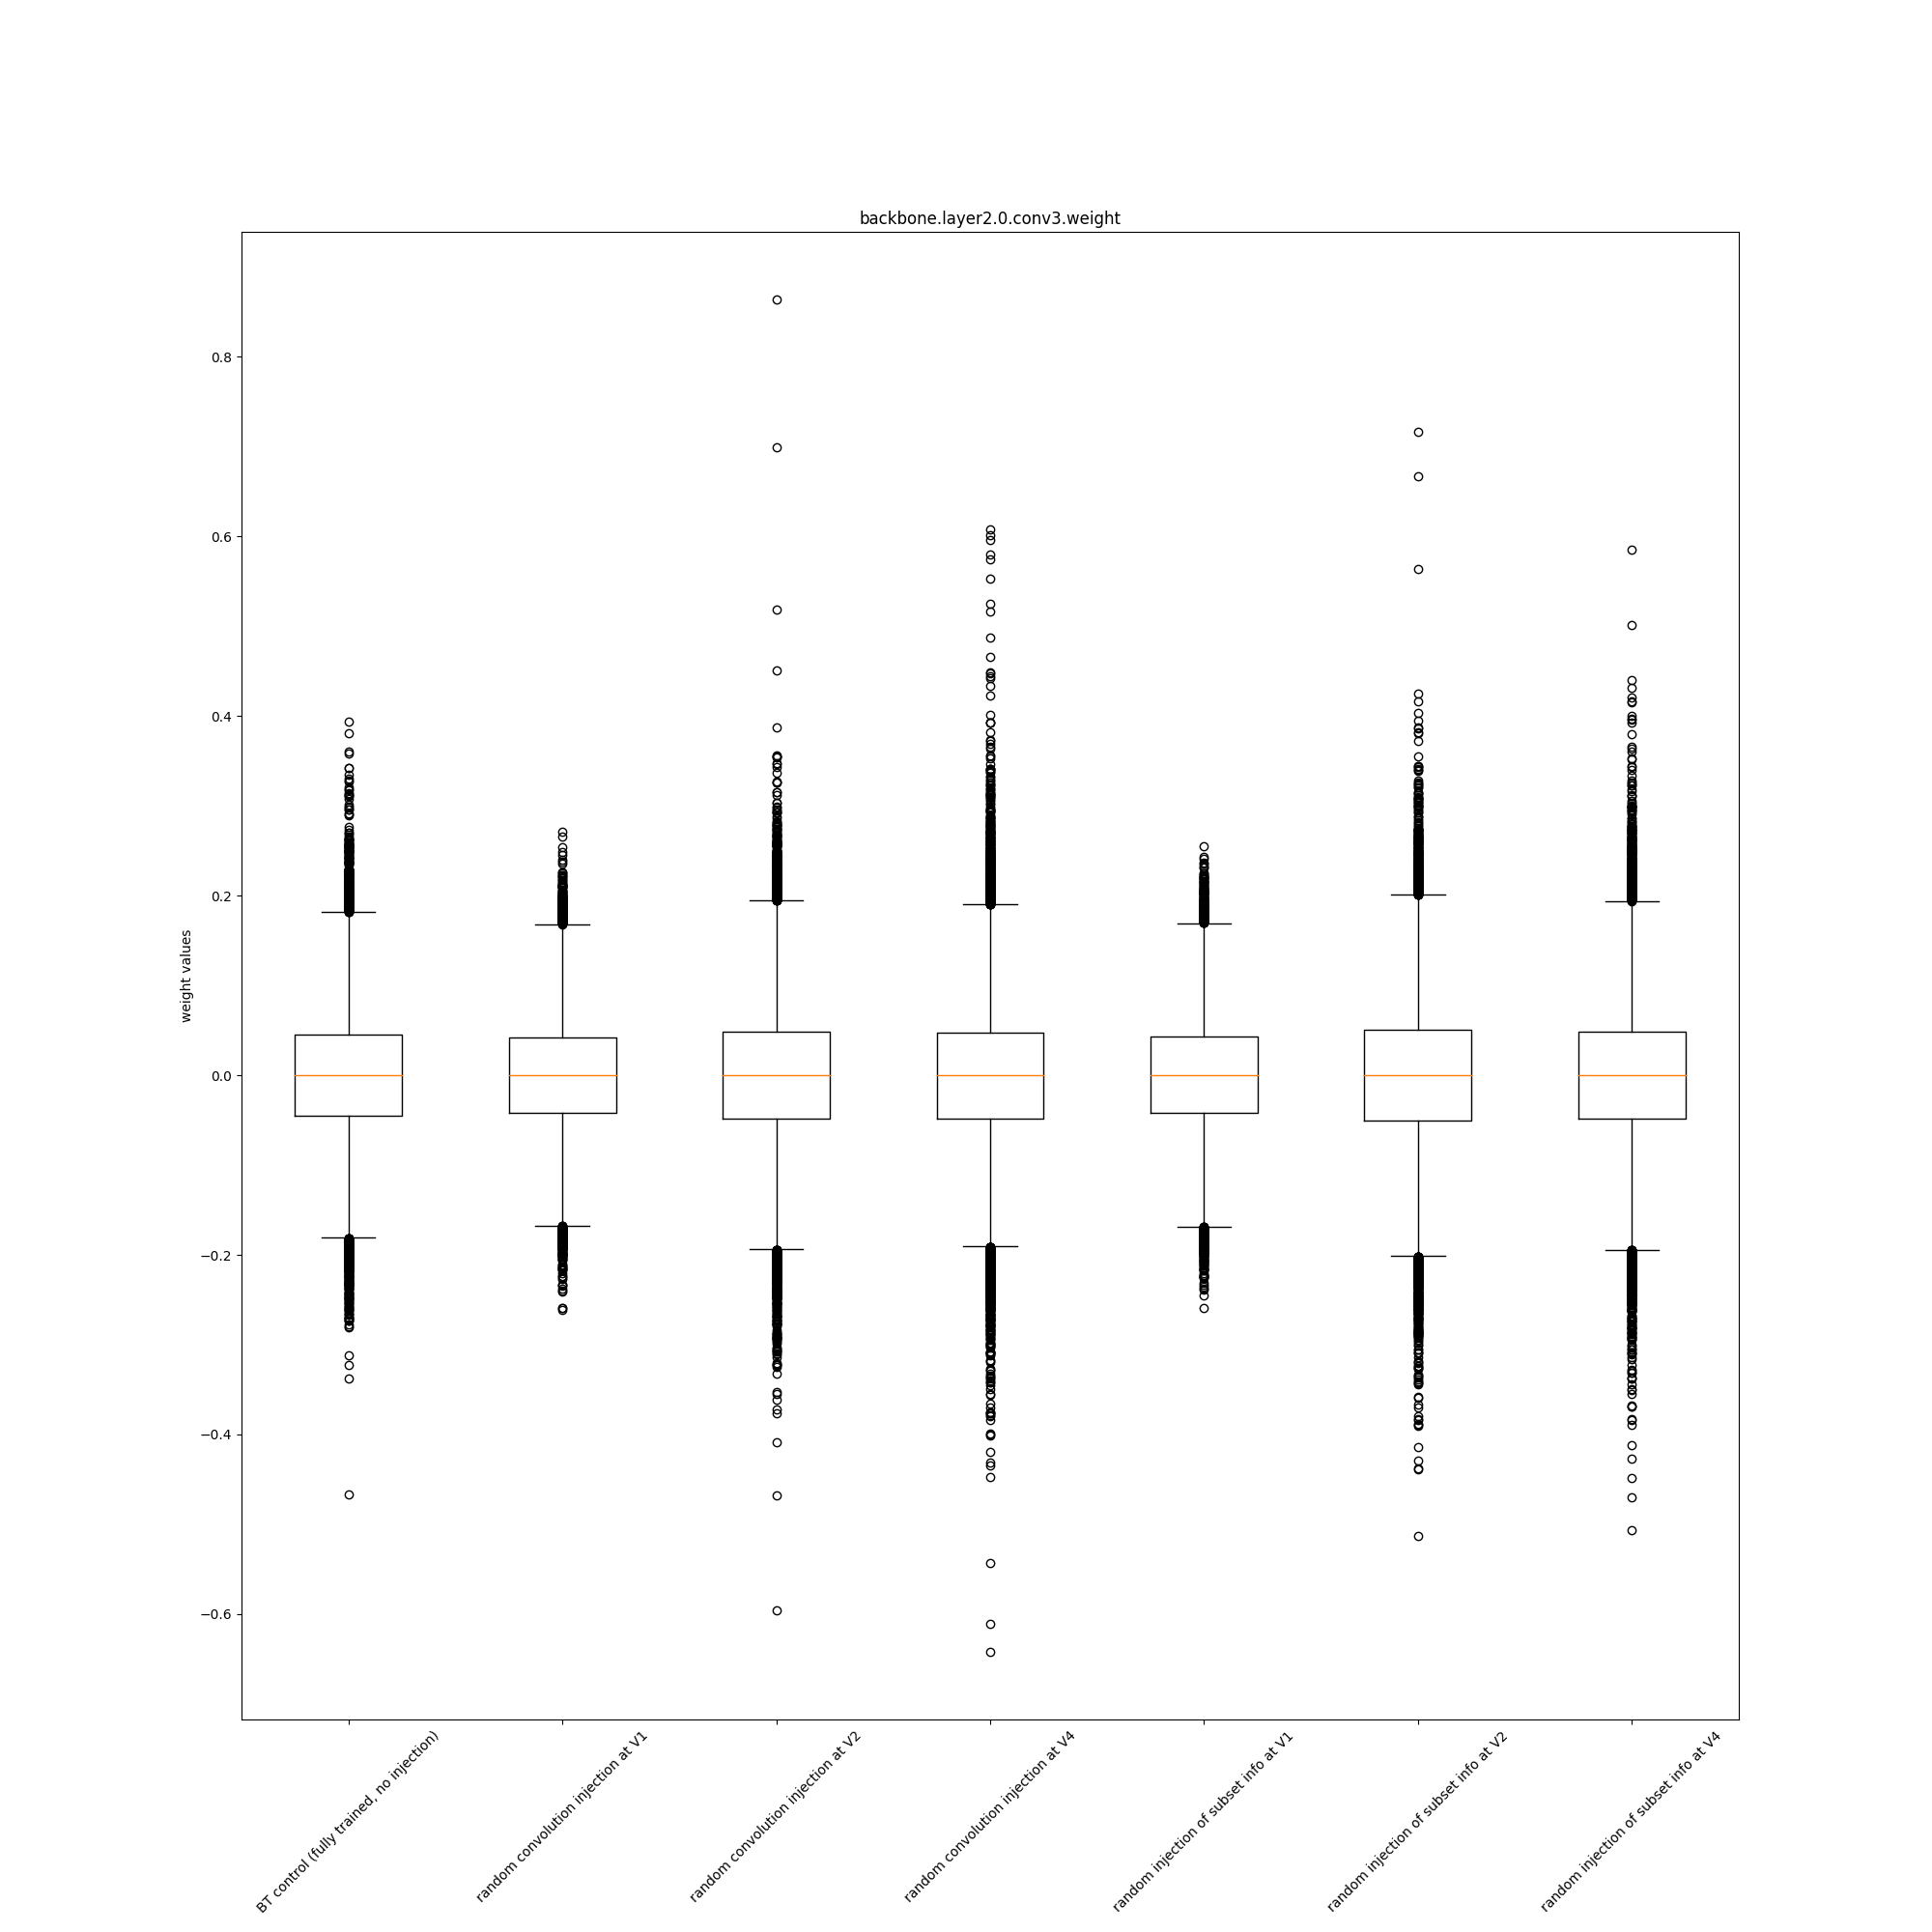 backbone.layer2.0.conv3.weight
weight values
0.8
0.6
0.4
0.2
0.0
−0.2
−0.4
−0.6
BT control (fully trained, no injection)
random convolution injection at V1
random convolution injection at V2
random convolution injection at V4
random injection of subset info at V1
random injection of subset info at V2
random injection of subset info at V4